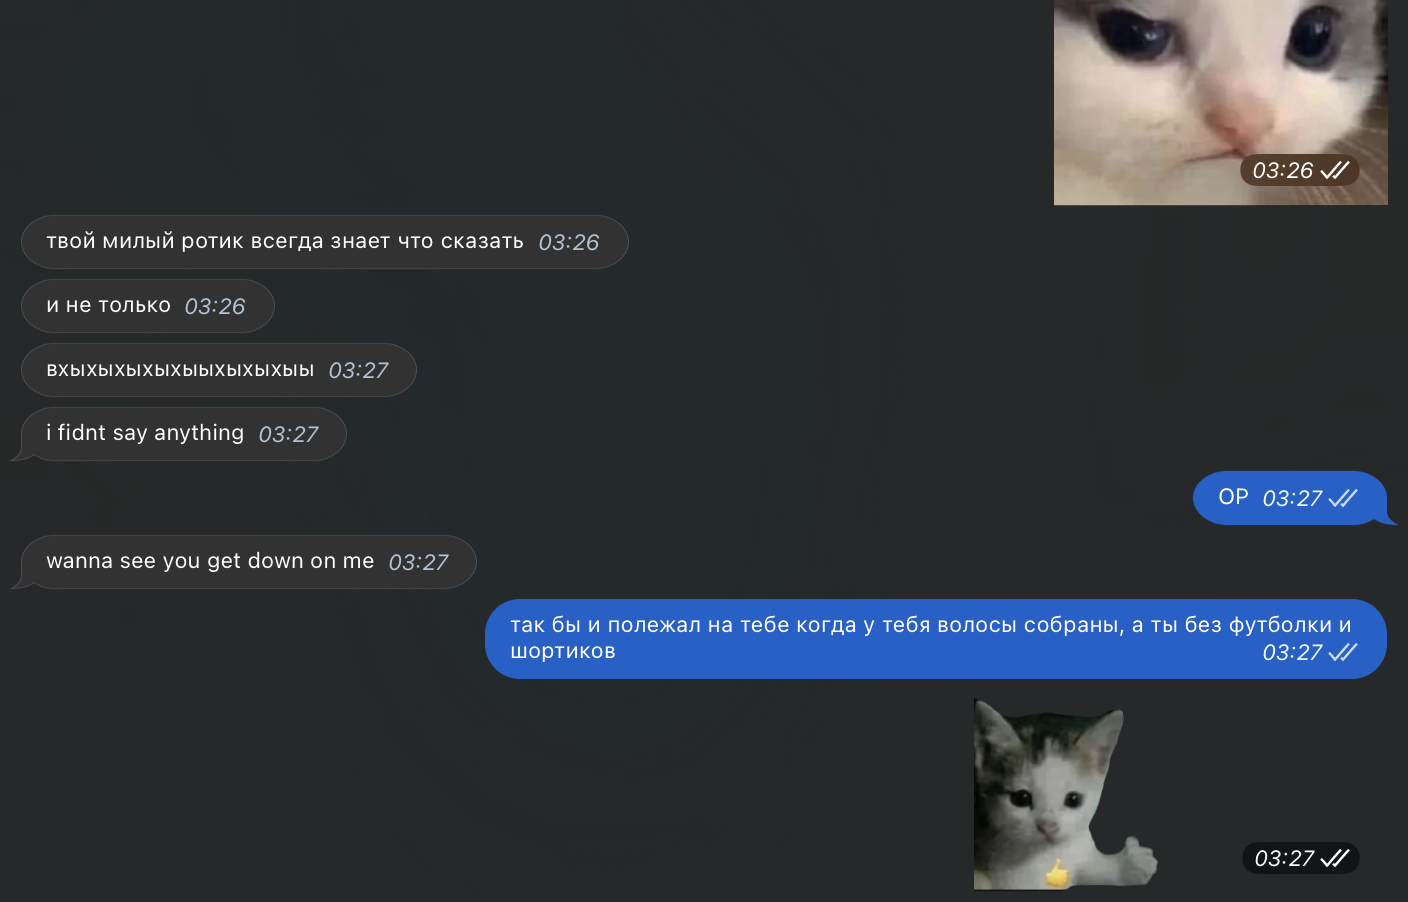 03:26
твой милый ротик всегда знает что сказать 03:26
и не только 03:26
вхыхыхыхыхыыхыхыхыы 03:27
i fidnt say anything 03:27
ОР 03:27
wanna see you get down on me 03:27
так бы и полежал на тебе когда у тебя волосы собраны, а ты без футболки и
шортиков 03:27
03:27